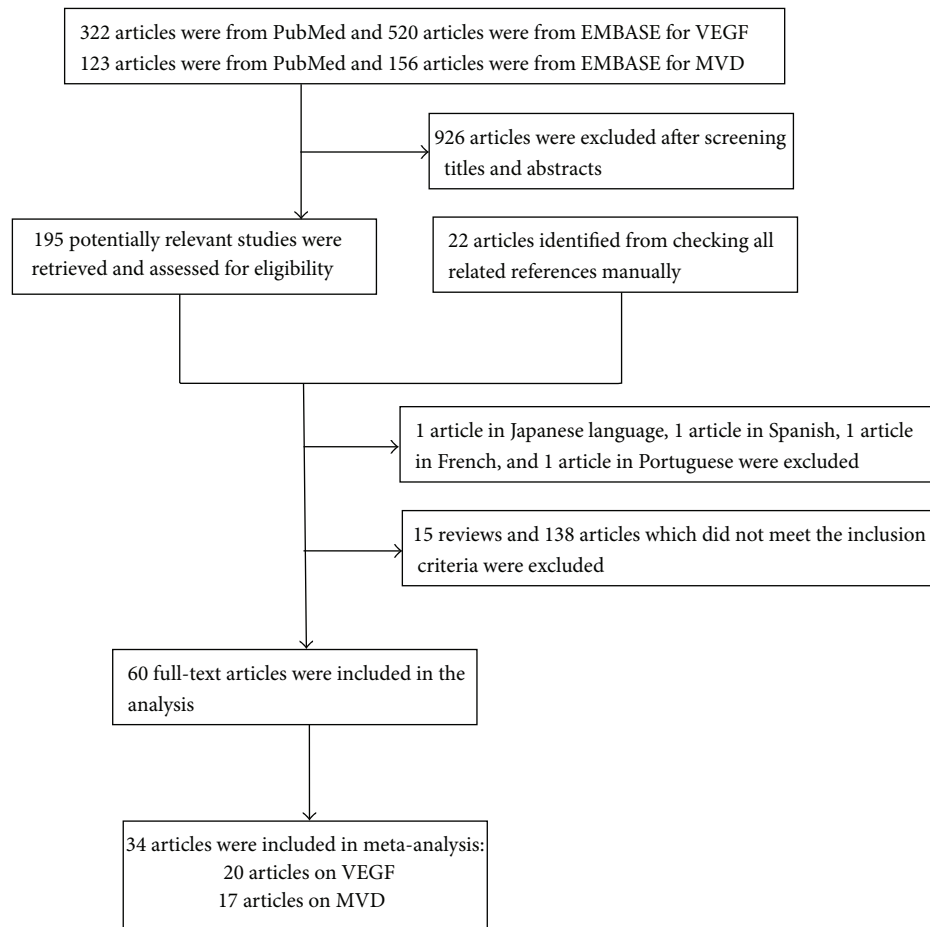 322 articles were from PubMed and 520 articles were from EMBASE for VEGF
123 articles were from PubMed and 156 articles were from EMBASE for MVD
926 articles were excluded after screening
titles and abstracts
195 potentially relevant studies were
retrieved and assessed for eligibility
22 articles identified from checking all
related references manually
1 article in Japanese language, 1 article in Spanish, 1 article
in French, and 1 article in Portuguese were excluded
15 reviews and 138 articles which did not meet the inclusion
criteria were excluded
60 full-text articles were included in the
analysis
34 articles were included in meta-analysis:
20 articles on VEGF
17 articles on MVD